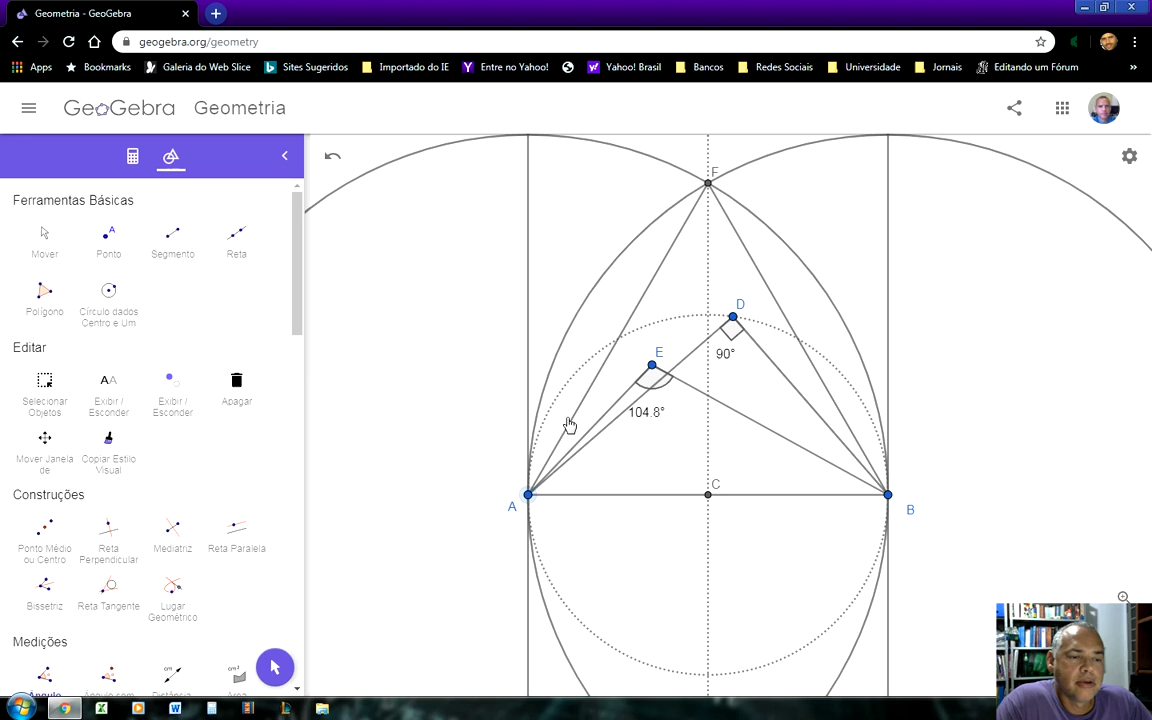 Geometria - GeoGebra
geogebra.org/geometry
Apps Bookmarks Galeria do Web Slice Sites Sugeridos Importado do IE Entre no Yahoo! Yahoo! Brasil Bancos Redes Sociais Universidade Jornais Editando um Fórum »
GeoGebra Geometria
Ferramentas Básicas
A
Mover Ponto Segmento Reta
Polígono Círculo dados Centro e Um
Editar
AA
Selecionar Objetos Exibir / Esconder Exibir / Esconder Apagar
Mover Janela de Copiar Estilo Visual
Construções
Ponto Médio ou Centro Reta Perpendicular Mediatriz Reta Paralela
Bissetriz Reta Tangente Lugar Geométrico
Medições
cm cm²
F
D
E
90°
104.8°
C
A
B